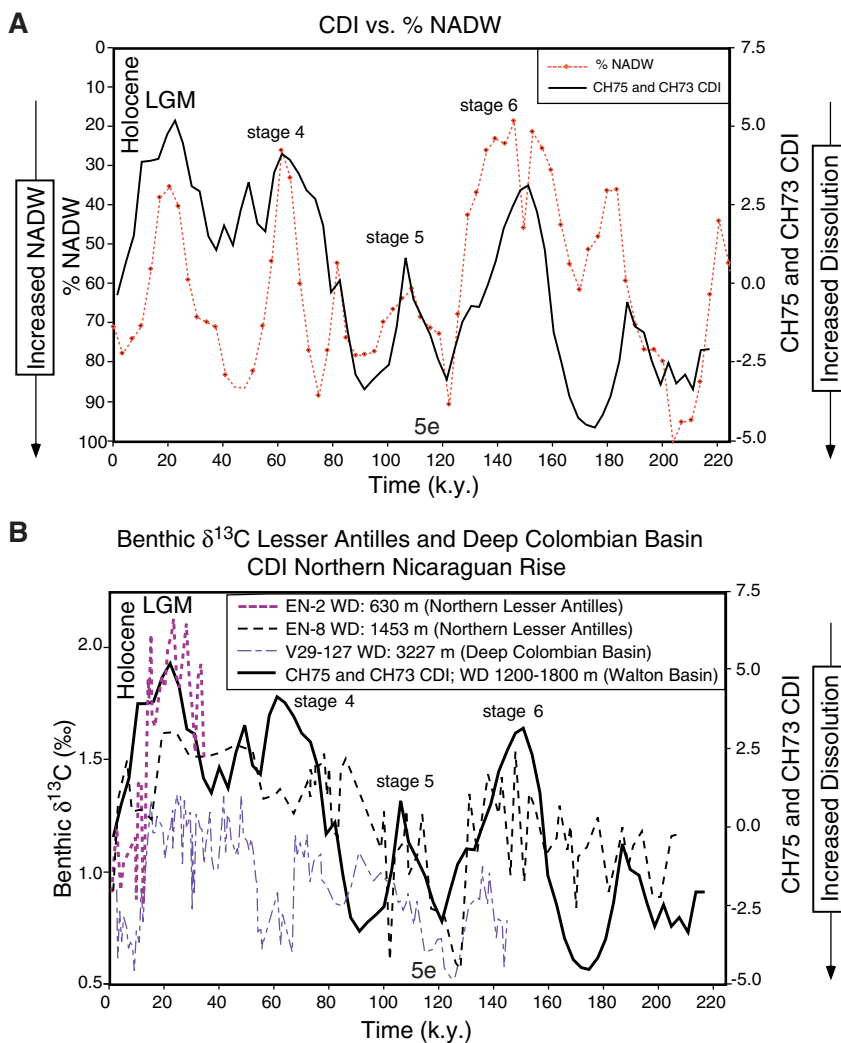 A
CDI vs. % NADW
% NADW
CH75 and CH73 CDI
Holocene
LGM
stage 4
stage 5
stage 6
5e
0
10
20
30
40
50
60
70
80
90
100
% NADW
Increased NADW
7.5
5.0
2.5
0.0
-2.5
-5.0
CH75 and CH73 CDI
Increased Dissolution
0 20 40 60 80 100 120 140 160 180 200 220
Time (k.y.)
B
Benthic δ13C Lesser Antilles and Deep Colombian Basin
CDI Northern Nicaraguan Rise
EN-2 WD: 630 m (Northern Lesser Antilles)
EN-8 WD: 1453 m (Northern Lesser Antilles)
V29-127 WD: 3227 m (Deep Colombian Basin)
CH75 and CH73 CDI; WD 1200-1800 m (Walton Basin)
Holocene
LGM
stage 4
stage 5
stage 6
5e
2.0
1.5
1.0
0.5
Benthic δ13C (‰)
7.5
5.0
2.5
0.0
-2.5
-5.0
CH75 and CH73 CDI
Increased Dissolution
0 20 40 60 80 100 120 140 160 180 200 220
Time (k.y.)